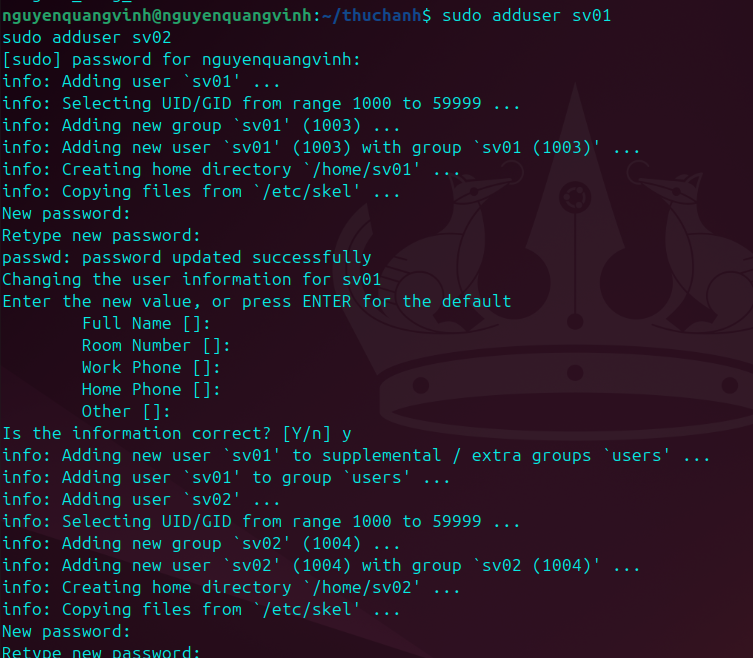 nguyenquangvinh@nguyenquangvinh:~/thuchanh$ sudo adduser sv01
sudo adduser sv02
[sudo] password for nguyenquangvinh:
info: Adding user `sv01' ...
info: Selecting UID/GID from range 1000 to 59999 ...
info: Adding new group `sv01' (1003) ...
info: Adding new user `sv01' (1003) with group `sv01 (1003)' ...
info: Creating home directory `/home/sv01' ...
info: Copying files from `/etc/skel' ...
New password:
Retype new password:
passwd: password updated successfully
Changing the user information for sv01
Enter the new value, or press ENTER for the default
Full Name []:
Room Number []:
Work Phone []:
Home Phone []:
Other []:
Is the information correct? [Y/n] y
info: Adding new user `sv01' to supplemental / extra groups `users' ...
info: Adding user `sv01' to group `users' ...
info: Adding user `sv02' ...
info: Selecting UID/GID from range 1000 to 59999 ...
info: Adding new group `sv02' (1004) ...
info: Adding new user `sv02' (1004) with group `sv02 (1004)' ...
info: Creating home directory `/home/sv02' ...
info: Copying files from `/etc/skel' ...
New password:
Retype new password: